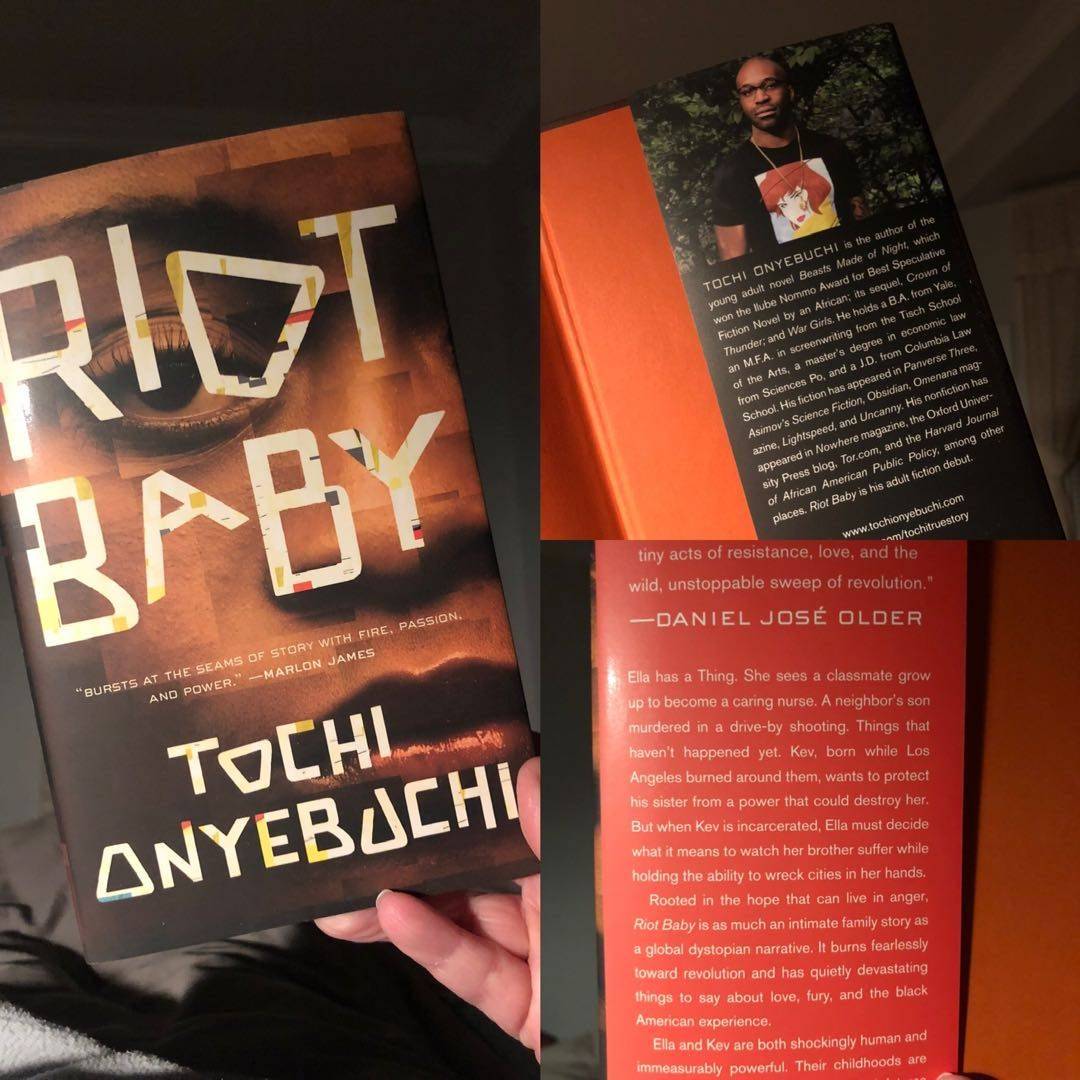 RIOT
BABY
"BURSTS AT THE SEAMS OF STORY WITH FIRE, PASSION,
AND POWER." —MARLON JAMES
TOCHI
ONYEBUCHI
TOCHI ONYEBUCHI is the author of the
young adult novel Beasts Made of Night, which
won the Ilube Nommo Award for Best Speculative
Fiction Novel by an African; its sequel, Crown of
Thunder; and War Girls. He holds a B.A. from Yale,
an M.F.A. in screenwriting from the Tisch School
of the Arts, a master's degree in economic law
from Sciences Po, and a J.D. from Columbia Law
School. His fiction has appeared in Panverse Three,
Asimov's Science Fiction, Obsidian, Omenana mag-
azine, Lightspeed, and Uncanny. His nonfiction has
appeared in Nowhere magazine, the Oxford Univer-
sity Press blog, Tor.com, and the Harvard Journal
of African American Public Policy, among other
places. Riot Baby is his adult fiction debut.
www.tochionyebuchi.com
com/tochitruestory
tiny acts of resistance, love, and the
wild, unstoppable sweep of revolution."
—DANIEL JOSÉ OLDER
Ella has a Thing. She sees a classmate grow
up to become a caring nurse. A neighbor's son
murdered in a drive-by shooting. Things that
haven't happened yet. Kev, born while Los
Angeles burned around them, wants to protect
his sister from a power that could destroy her.
But when Kev is incarcerated, Ella must decide
what it means to watch her brother suffer while
holding the ability to wreck cities in her hands.
Rooted in the hope that can live in anger,
Riot Baby is as much an intimate family story as
a global dystopian narrative. It burns fearlessly
toward revolution and has quietly devastating
things to say about love, fury, and the black
American experience.
Ella and Kev are both shockingly human and
immeasurably powerful. Their childhoods are